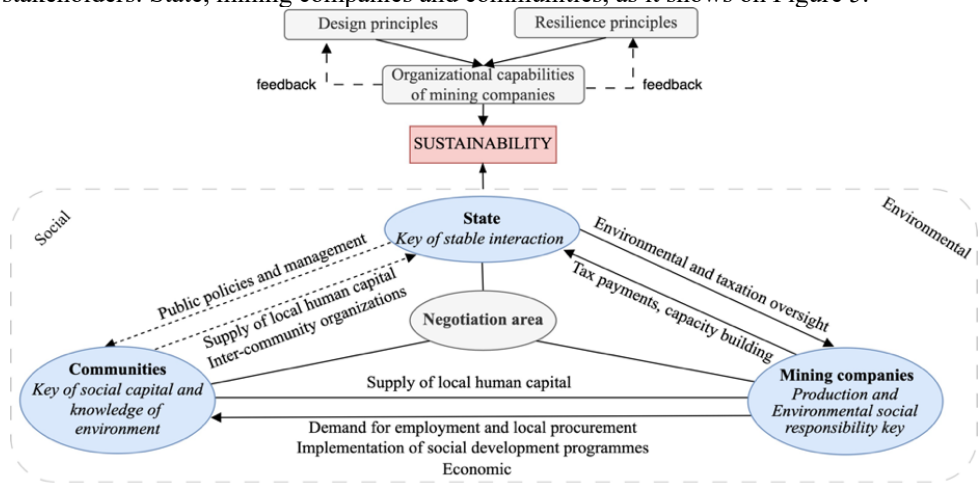 stakeholders: State, mining companies and communities, as it shows on Figure 3.
Design principles
Resilience principles
feedback
Organizational capabilities
of mining companies
feedback
SUSTAINABILITY
Social
Environmental
State
Key of stable interaction
Public policies and management
Supply of local human capital
Inter-community organizations
Environmental and taxation oversight
Tax payments, capacity building
Negotiation area
Communities
Key of social capital and
knowledge of
environment
Supply of local human capital
Mining companies
Production and
Environmental social
responsibility key
Demand for employment and local procurement
Implementation of social development programmes
Economic